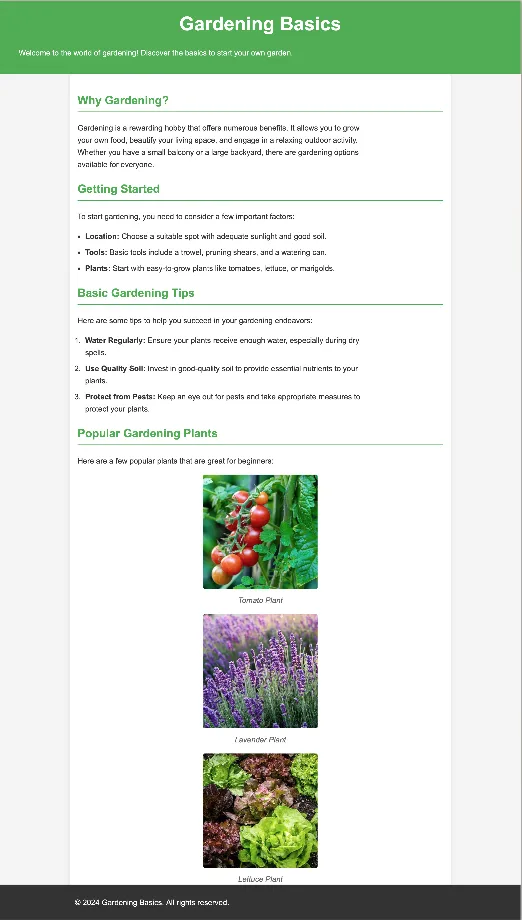 Gardening Basics
Welcome to the world of gardening! Discover the basics to start your own garden.
Why Gardening?
Gardening is a rewarding hobby that offers numerous benefits. It allows you to grow
your own food, beautify your living space, and engage in a relaxing outdoor activity.
Whether you have a small balcony or a large backyard, there are gardening options
available for everyone.
Getting Started
To start gardening, you need to consider a few important factors:
• Location: Choose a suitable spot with adequate sunlight and good soil.
• Tools: Basic tools include a trowel, pruning shears, and a watering can.
• Plants: Start with easy-to-grow plants like tomatoes, lettuce, or marigolds.
Basic Gardening Tips
Here are some tips to help you succeed in your gardening endeavors:
1. Water Regularly: Ensure your plants receive enough water, especially during dry
spells.
2. Use Quality Soil: Invest in good-quality soil to provide essential nutrients to your
plants.
3. Protect from Pests: Keep an eye out for pests and take appropriate measures to
protect your plants.
Popular Gardening Plants
Here are a few popular plants that are great for beginners:
Tomato Plant
Lavender Plant
Lettuce Plant
© 2024 Gardening Basics. All rights reserved.